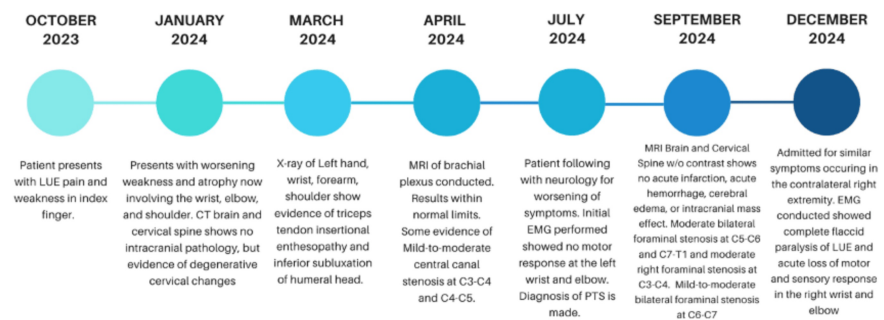 OCTOBER
2023
JANUARY
2024
MARCH
2024
APRIL
2024
JULY
2024
SEPTEMBER
2024
DECEMBER
2024
Patient presents
with LUE pain and
weakness in index
finger.
Presents with worsening
weakness and atrophy now
involving the wrist, elbow,
and shoulder. CT brain and
cervical spine shows no
intracranial pathology, but
evidence of degenerative
cervical changes
X-ray of Left hand,
wrist, forearm,
shoulder show
evidence of triceps
tendon insertional
enthesopathy and
inferior subluxation
of humeral head.
MRI of brachial
plexus conducted.
Results within
normal limits.
Some evidence of
Mild-to-moderate
central canal
stenosis at C3-C4
and C4-C5.
Patient following
with neurology for
worsening of
symptoms. Initial
EMG performed
showed no motor
response at the left
wrist and elbow.
Diagnosis of PTS is
made.
MRI Brain and Cervical
Spine w/o contrast shows
no acute infarction, acute
hemorrhage, cerebral
edema, or intracranial mass
effect. Moderate bilateral
foraminal stenosis at C5-C6
and C7-T1 and moderate
right foraminal stenosis at
C3-C4. Mild-to-moderate
bilateral foraminal stenosis
at C6-C7
Admitted for similar
symptoms occuring in
the contralateral right
extremity. EMG
conducted showed
complete flaccid
paralysis of LUE and
acute loss of motor
and sensory response
in the right wrist and
elbow